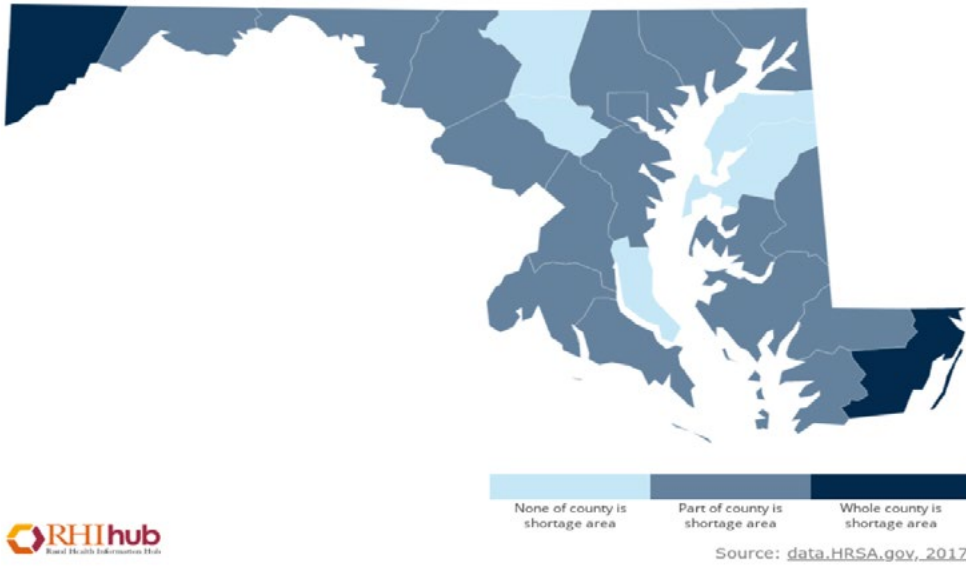 None of county is
shortage area
Part of county is
shortage area
Whole county is
shortage area
RHIhub
Rural Health Information Hub
Source: data.HRSA.gov, 2017